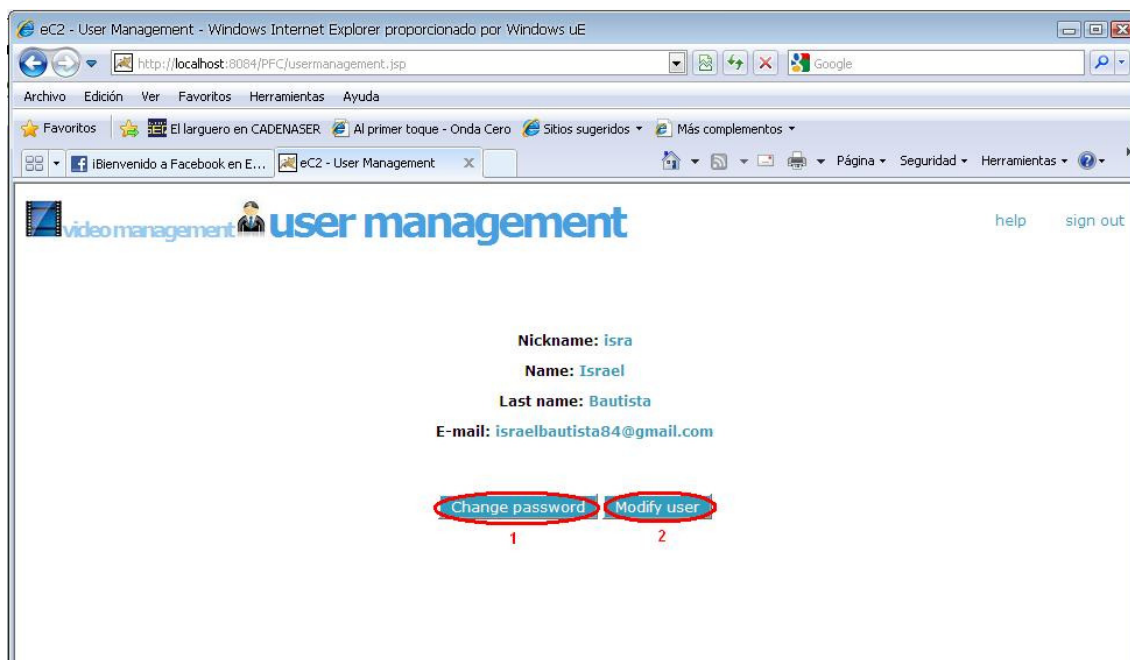 eC2 - User Management - Windows Internet Explorer proporcionado por Windows uE
http://localhost:8084/PFC/usermanagement.jsp
Google
Archivo Edición Ver Favoritos Herramientas Ayuda
Favoritos El larguero en CADENASER Al primer toque - Onda Cero Sitios sugeridos Más complementos
iBienvenido a Facebook en E... eC2 - User Management X Página Seguridad Herramientas
video management user management help sign out
Nickname: isra
Name: Israel
Last name: Bautista
E-mail: israelbautista84@gmail.com
Change password Modify user
1 2